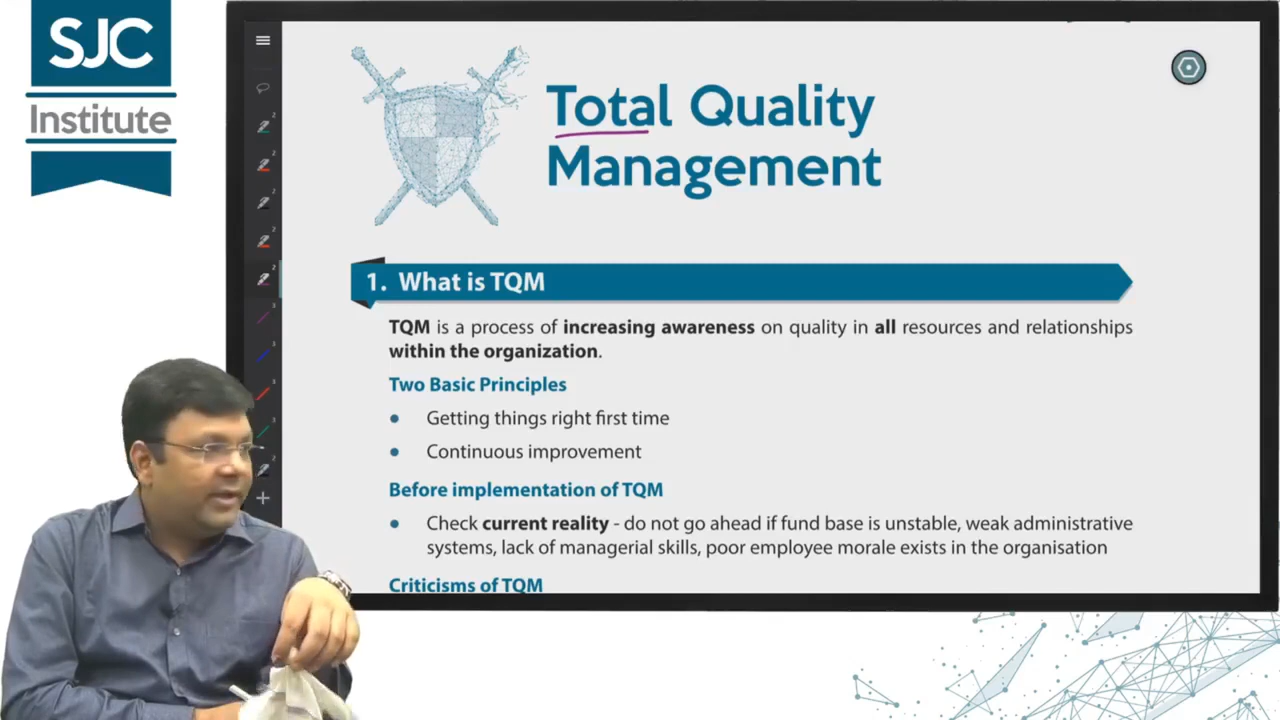 SJC
Institute
Total Quality
Management
1. What is TQM
TQM is a process of increasing awareness on quality in all resources and relationships
within the organization.
Two Basic Principles
• Getting things right first time
• Continuous improvement
Before implementation of TQM
• Check current reality - do not go ahead if fund base is unstable, weak administrative
systems, lack of managerial skills, poor employee morale exists in the organisation
Criticisms of TQM